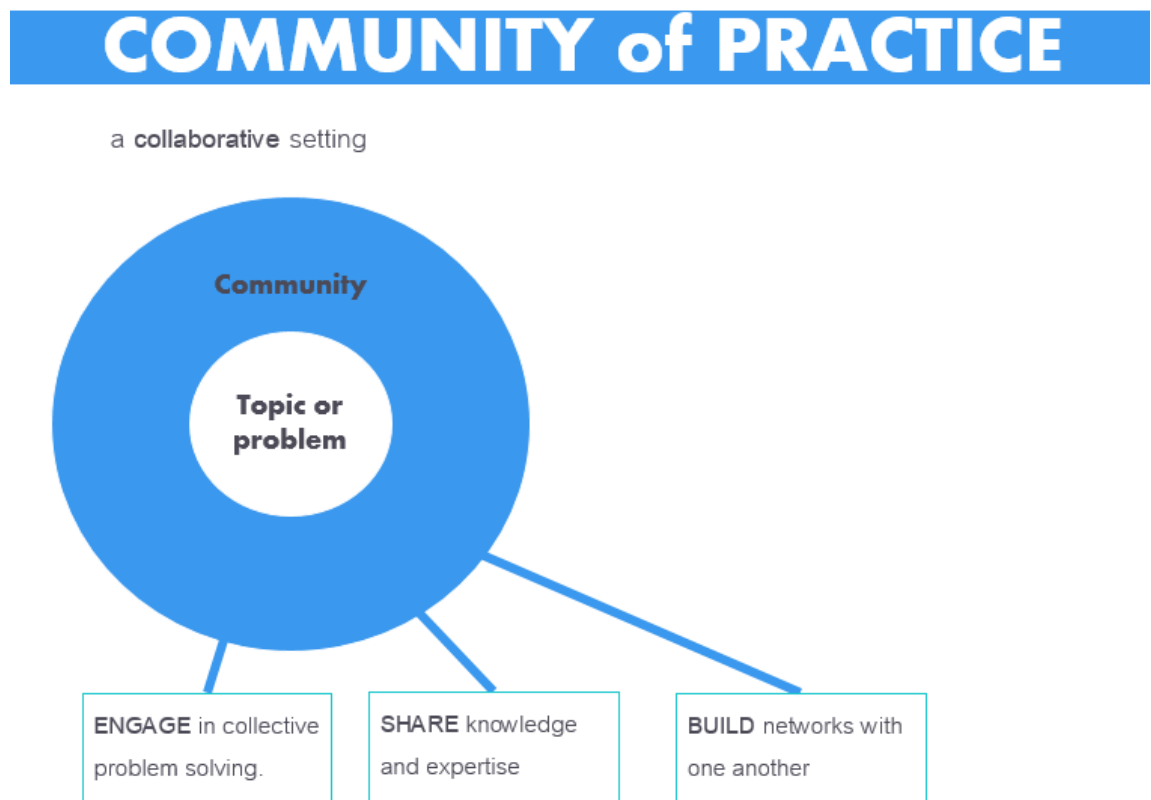 COMMUNITY of PRACTICE
a collaborative setting
Community
Topic or
problem
ENGAGE in collective
problem solving.
SHARE knowledge
and expertise
BUILD networks with
one another